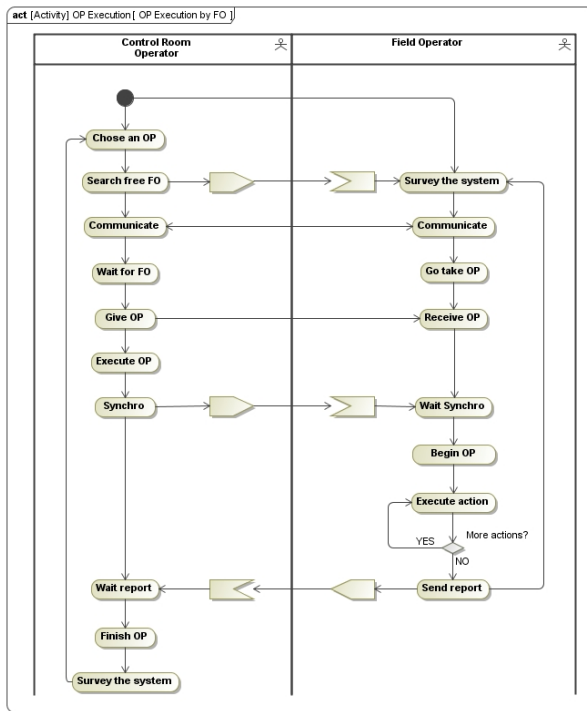 act [Activity] OP Execution [ OP Execution by FO ]
Control Room
Operator
Field Operator
Chose an OP
Search free FO
Survey the system
Communicate
Communicate
Wait for FO
Go take OP
Give OP
Receive OP
Execute OP
Synchro
Wait Synchro
Begin OP
Execute action
More actions?
YES
NO
Wait report
Send report
Finish OP
Survey the system